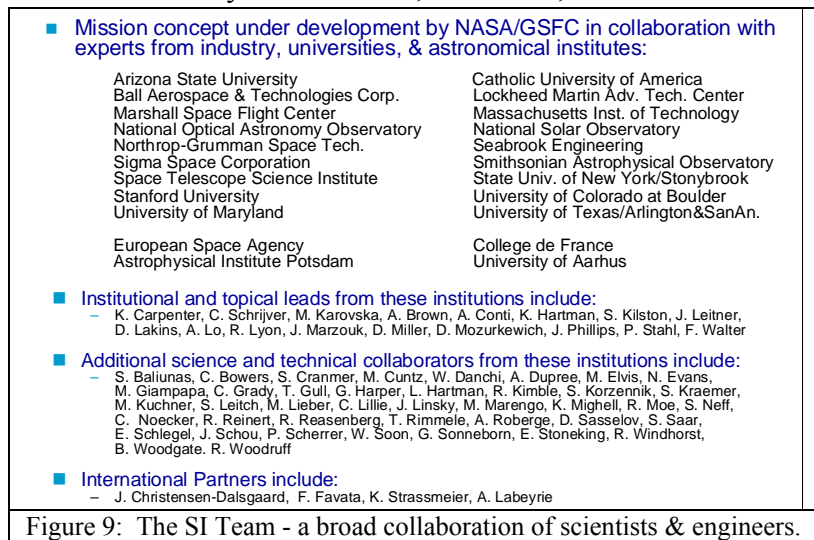 Mission concept under development by NASA/GSFC in collaboration with
experts from industry, universities, & astronomical institutes:
Arizona State University
Ball Aerospace & Technologies Corp.
Marshall Space Flight Center
National Optical Astronomy Observatory
Northrop-Grumman Space Tech.
Sigma Space Corporation
Space Telescope Science Institute
Stanford University
University of Maryland
European Space Agency
Astrophysical Institute Potsdam
Catholic University of America
Lockheed Martin Adv. Tech. Center
Massachusetts Inst. of Technology
National Solar Observatory
Seabrook Engineering
Smithsonian Astrophysical Observatory
State Univ. of New York/Stonybrook
University of Colorado at Boulder
University of Texas/Arlington&SanAn.
College de France
University of Aarhus
Institutional and topical leads from these institutions include:
– K. Carpenter, C. Schrijver, M. Karovska, A. Brown, A. Conti, K. Hartman, S. Kilston, J. Leitner,
D. Lakins, A. Lo, R. Lyon, J. Marzouk, D. Miller, D. Mozurkewich, J. Phillips, P. Stahl, F. Walter
Additional science and technical collaborators from these institutions include:
– S. Baliunas, C. Bowers, S. Cranmer, M. Cuntz, W. Danchi, A. Dupree, M. Elvis, N. Evans,
M. Giampapa, C. Grady, T. Gull, G. Harper, L. Hartman, R. Kimble, S. Korzennik, S. Kraemer,
M. Kuchner, S. Leitch, M. Lieber, C. Lillie, J. Linsky, M. Marengo, K. Mighell, R. Moe, S. Neff,
C. Noecker, R. Reinert, R. Reasenberg, T. Rimmele, A. Roberge, D. Sasselov, S. Saar,
E. Schlegel, J. Schou, P. Scherrer, W. Soon, G. Sonneborn, E. Stoneking, R. Windhorst,
B. Woodgate. R. Woodruff
International Partners include:
– J. Christensen-Dalsgaard, F. Favata, K. Strassmeier, A. Labeyrie
Figure 9: The SI Team - a broad collaboration of scientists & engineers.